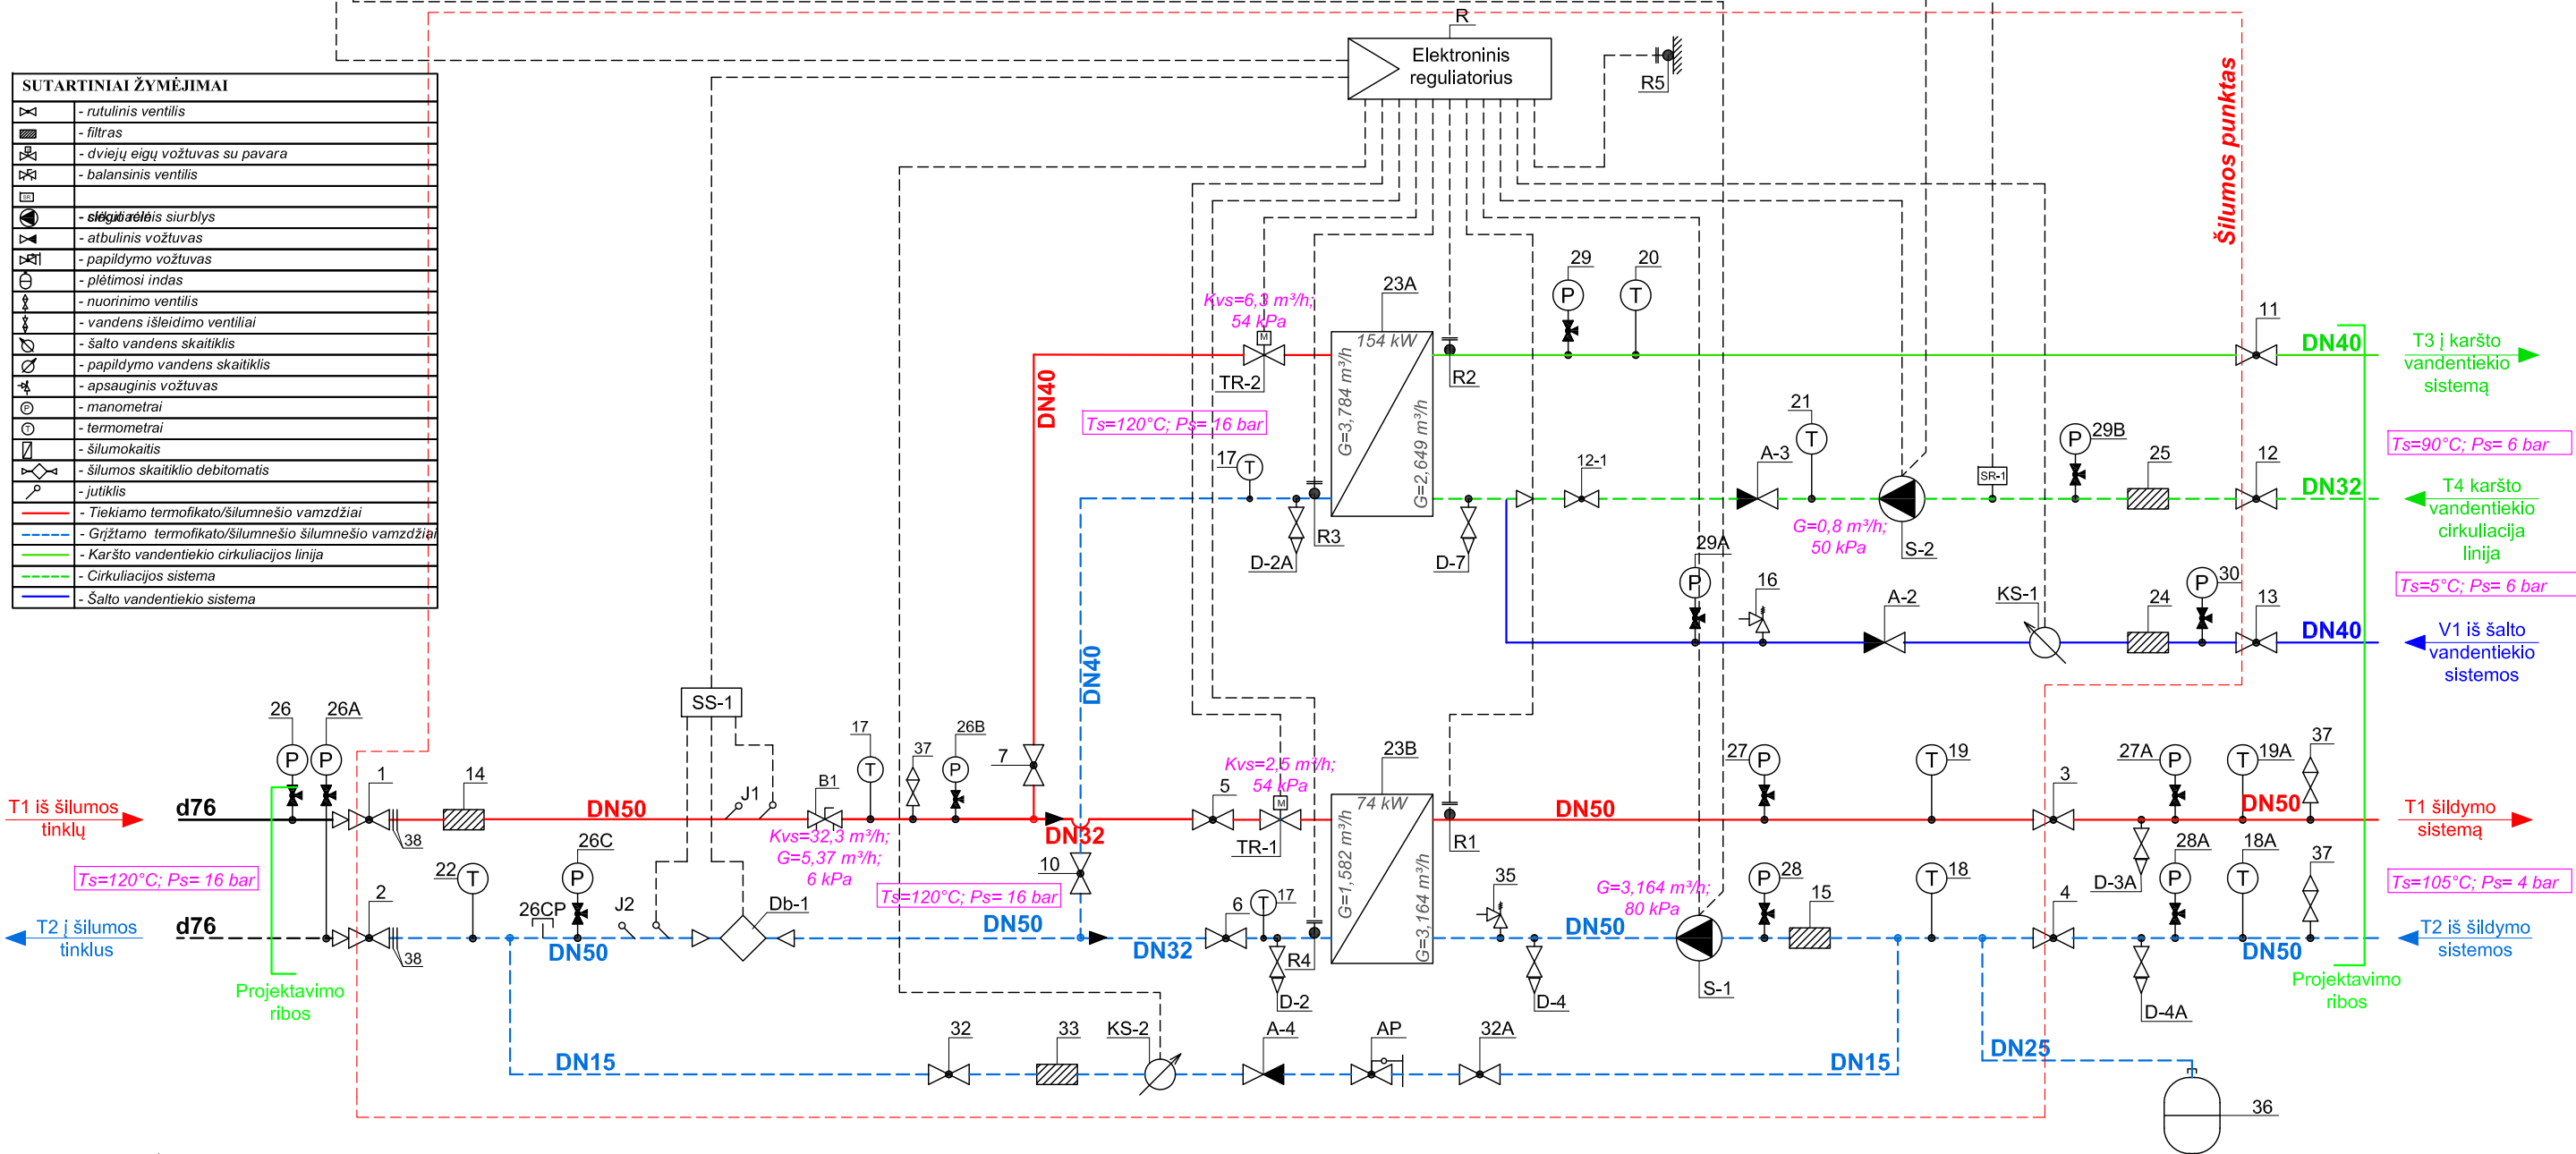 SUTARTINIAI ŽYMĖJIMAI
- rutulinis ventilis
- filtras
- dviejų eigų vožtuvas su pavara
- balansinis ventilis
SR
siurblys
- atbulinis vožtuvas
- papildymo vožtuvas
- plėtimosi indas
- nuorinimo ventilis
- vandens išleidimo ventiliai
- šalto vandens skaitiklis
- papildymo vandens skaitiklis
- apsauginis vožtuvas
P - manometrai
T - termometrai
- šilumokaitis
- šilumos skaitiklio debitomatis
- jutiklis
- Tiekiamo termofikato/šilumnešio vamzdžiai
- Grįžtamo termofikato/šilumnešio šilumnešio vamzdžiai
- Karšto vandentiekio cirkuliacijos linija
- Cirkuliacijos sistema
- Šalto vandentiekio sistema
R
Elektroninis
reguliatorius
R5
Šilumos punktas
23A
154 kW
G=3,784 m³/h
G=2,649 m³/h
Kvs=6,3 m³/h;
54 kPa
M
TR-2
R2
29
P
20
T
11
DN40
T3 į karšto
vandentiekio
sistemą
DN40
Ts=120°C; Ps= 16 bar
17
T
D-2A
R3
D-7
12-1
A-3
21
T
G=0,8 m³/h;
50 kPa
S-2
SR-1
29B
P
25
12
DN32
Ts=90°C; Ps= 6 bar
T4 karšto
vandentiekio
cirkuliacija
linija
29A
P
16
A-2
KS-1
24
30
P
13
DN40
Ts=5°C; Ps= 6 bar
V1 iš šalto
vandentiekio
sistemos
DN40
SS-1
26
P
26A
P
1
38
14
DN50
J1
B1
Kvs=32,3 m³/h;
G=5,37 m³/h;
6 kPa
17
T
37
26B
P
7
DN32
5
Kvs=2,5 m³/h;
54 kPa
M
TR-1
23B
74 kW
G=1,582 m³/h
G=3,164 m³/h
R1
DN50
27
P
19
T
3
27A
P
19A
T
37
DN50
D-3A
T1 iš šilumos
tinklų
d76
T1 šildymo
sistemą
Ts=120°C; Ps= 16 bar
Ts=120°C; Ps= 16 bar
Ts=105°C; Ps= 4 bar
T2 į šilumos
tinklus
d76
2
38
22
T
26CP
26C
P
DN50
J2
Db-1
DN50
10
DN32
6
17
T
D-2
R4
35
D-4
DN50
G=3,164 m³/h;
80 kPa
S-1
28
P
15
18
T
4
28A
P
18A
T
37
DN50
D-4A
T2 iš šildymo
sistemos
Projektavimo
ribos
Projektavimo
ribos
DN15
32
33
KS-2
A-4
AP
32A
DN15
DN25
36